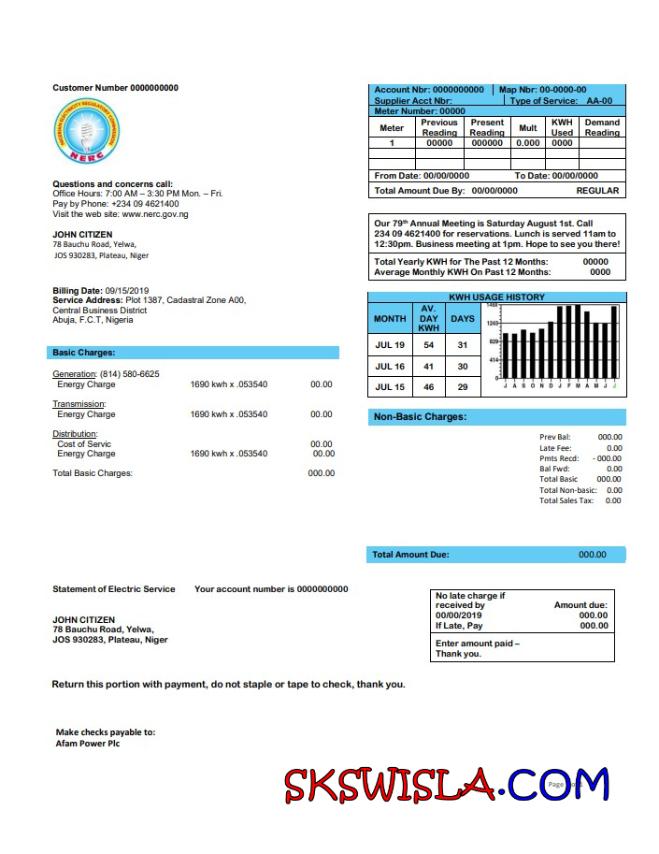 Customer Number 0000000000
NIGERIAN ELECTRICITY REGULATORY COMMISSION
NERC
Questions and concerns call:
Office Hours: 7:00 AM – 3:30 PM Mon. – Fri.
Pay by Phone: +234 09 4621400
Visit the web site: www.nerc.gov.ng
JOHN CITIZEN
78 Bauchu Road, Yelwa,
JOS 930283, Plateau, Niger
Billing Date: 09/15/2019
Service Address: Plot 1387, Cadastral Zone A00,
Central Business District
Abuja, F.C.T, Nigeria
Basic Charges:
Generation: (814) 580-6625
Energy Charge 1690 kwh x .053540 00.00
Transmission:
Energy Charge 1690 kwh x .053540 00.00
Distribution:
Cost of Servic 00.00
Energy Charge 1690 kwh x .053540 00.00
Total Basic Charges: 000.00
Account Nbr: 0000000000 Map Nbr: 00-0000-00
Supplier Acct Nbr: Type of Service: AA-00
Meter Number: 00000
Meter Previous Reading Present Reading Mult KWH Used Demand Reading
1 00000 000000 0.000 0000
From Date: 00/00/0000 To Date: 00/00/0000
Total Amount Due By: 00/00/0000 REGULAR
Our 79th Annual Meeting is Saturday August 1st. Call
234 09 4621400 for reservations. Lunch is served 11am to
12:30pm. Business meeting at 1pm. Hope to see you there!
Total Yearly KWH for The Past 12 Months: 00000
Average Monthly KWH On Past 12 Months: 0000
KWH USAGE HISTORY
MONTH AV. DAY KWH DAYS
JUL 19 54 31
JUL 16 41 30
JUL 15 46 29
1243
829
414
0
J A S O N D J F M A M J J
Non-Basic Charges:
Prev Bal: 000.00
Late Fee: 0.00
Pmts Recd: - 000.00
Bal Fwd: 0.00
Total Basic 000.00
Total Non-basic: 0.00
Total Sales Tax: 0.00
Total Amount Due: 000.00
Statement of Electric Service Your account number is 0000000000
JOHN CITIZEN
78 Bauchu Road, Yelwa,
JOS 930283, Plateau, Niger
No late charge if
received by Amount due:
00/00/2019 000.00
If Late, Pay 000.00
Enter amount paid –
Thank you.
Return this portion with payment, do not staple or tape to check, thank you.
Make checks payable to:
Afam Power Plc
SKSWISLA.COM
Page